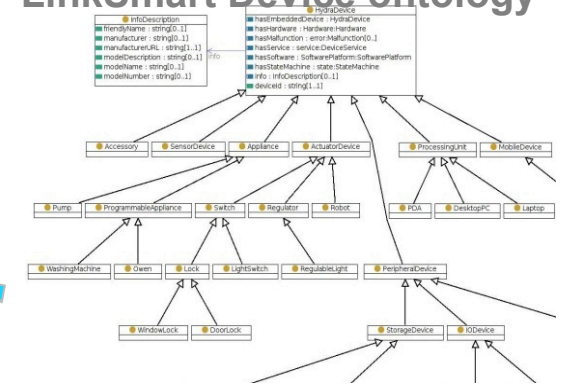 LinkSmart Device ontology
InfoDescription
friendlyName : string[0..1]
manufacturer : string[0..1]
manufacturerURL : string[1..1]
modelDescription : string[0..1]
modelName : string[0..1]
modelNumber : string[0..1]
info
HydraDevice
hasEmbeddedDevice : HydraDevice
hasHardware : Hardware:Hardware
hasMalfunction : error:Malfunction[0..]
hasService : service:DeviceService
hasSoftware : SoftwarePlatform:SoftwarePlatform
hasStateMachine : state:StateMachine
info : InfoDescription[0..1]
deviceId : string[1..1]
Accessory
SensorDevice
Appliance
ActuatorDevice
ProcessingUnit
MobileDevice
Pump
ProgrammableAppliance
Switch
Regulator
Robot
PDA
DesktopPC
Laptop
WashingMachine
Owen
Lock
LightSwitch
RegulableLight
PeripheralDevice
WindowLock
DoorLock
StorageDevice
IODevice